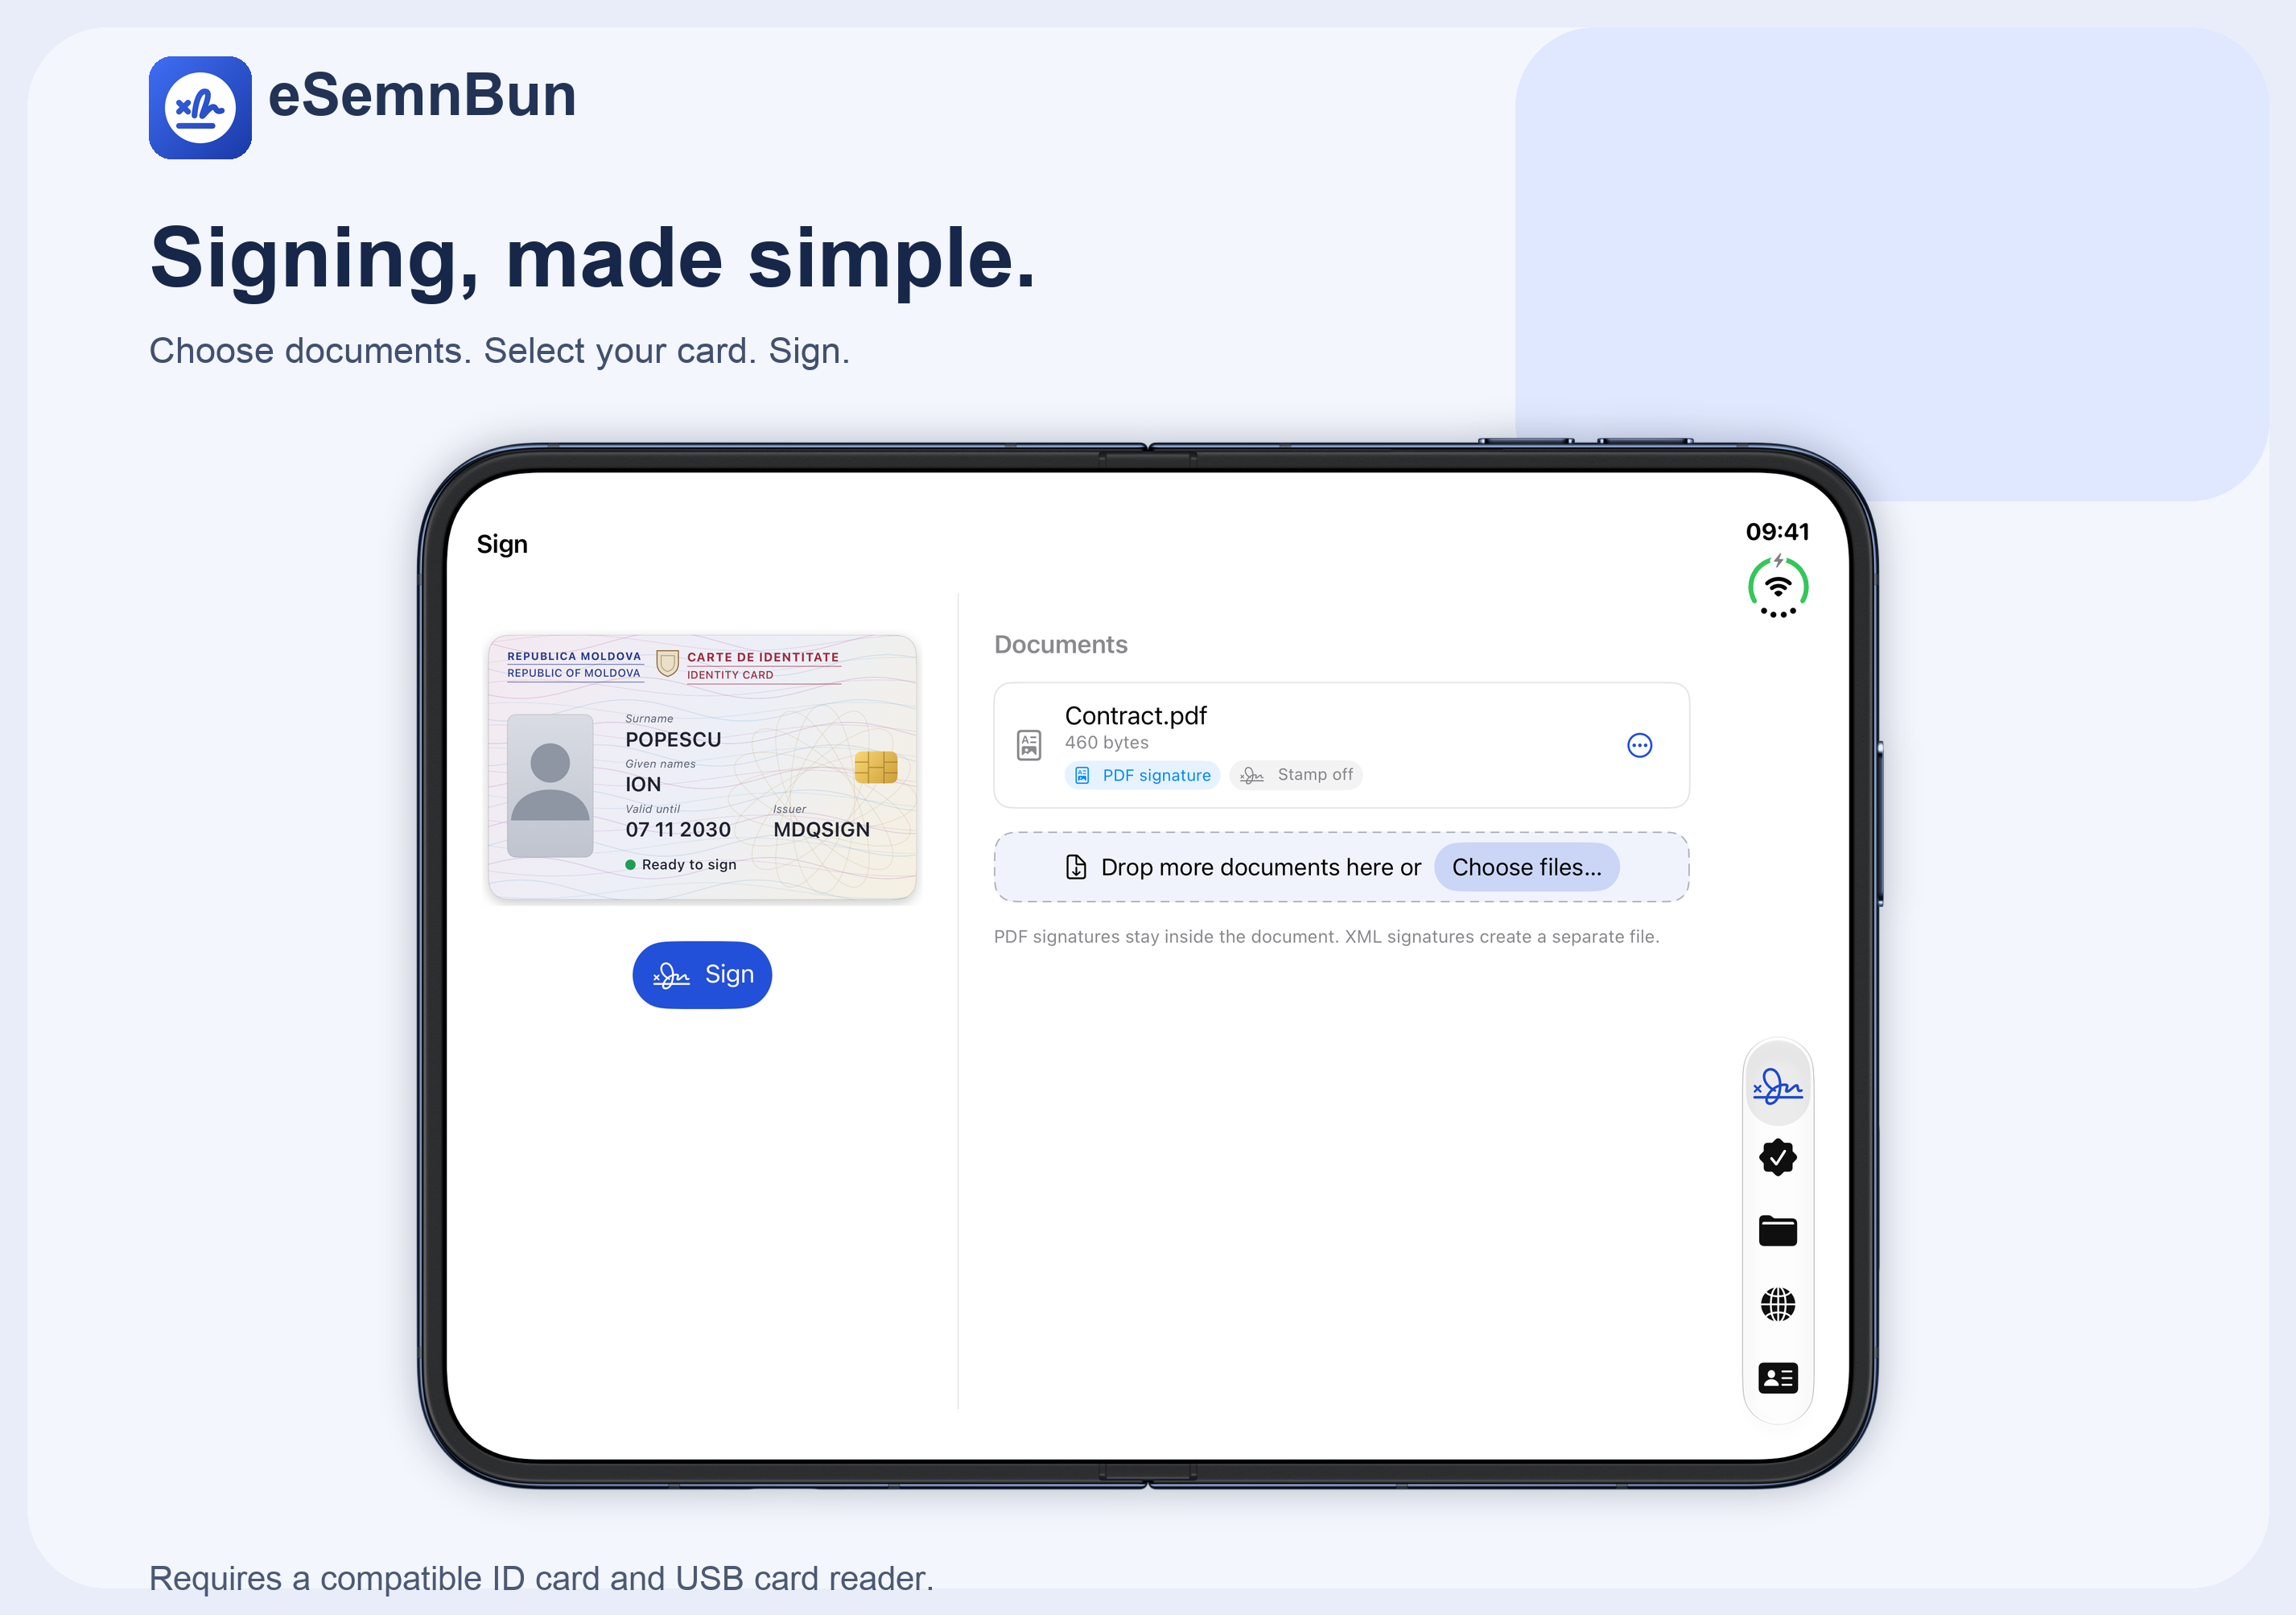 eSemnBun
Signing, made simple.
Choose documents. Select your card. Sign.
Sign
09:41
REPUBLICA MOLDOVA
REPUBLIC OF MOLDOVA
CARTE DE IDENTITATE
IDENTITY CARD
Surname
POPESCU
Given names
ION
Valid until
07 11 2030
Issuer
MDQSIGN
Ready to sign
Sign
Documents
Contract.pdf
460 bytes
PDF signature
Stamp off
Drop more documents here or
Choose files...
PDF signatures stay inside the document. XML signatures create a separate file.
Requires a compatible ID card and USB card reader.